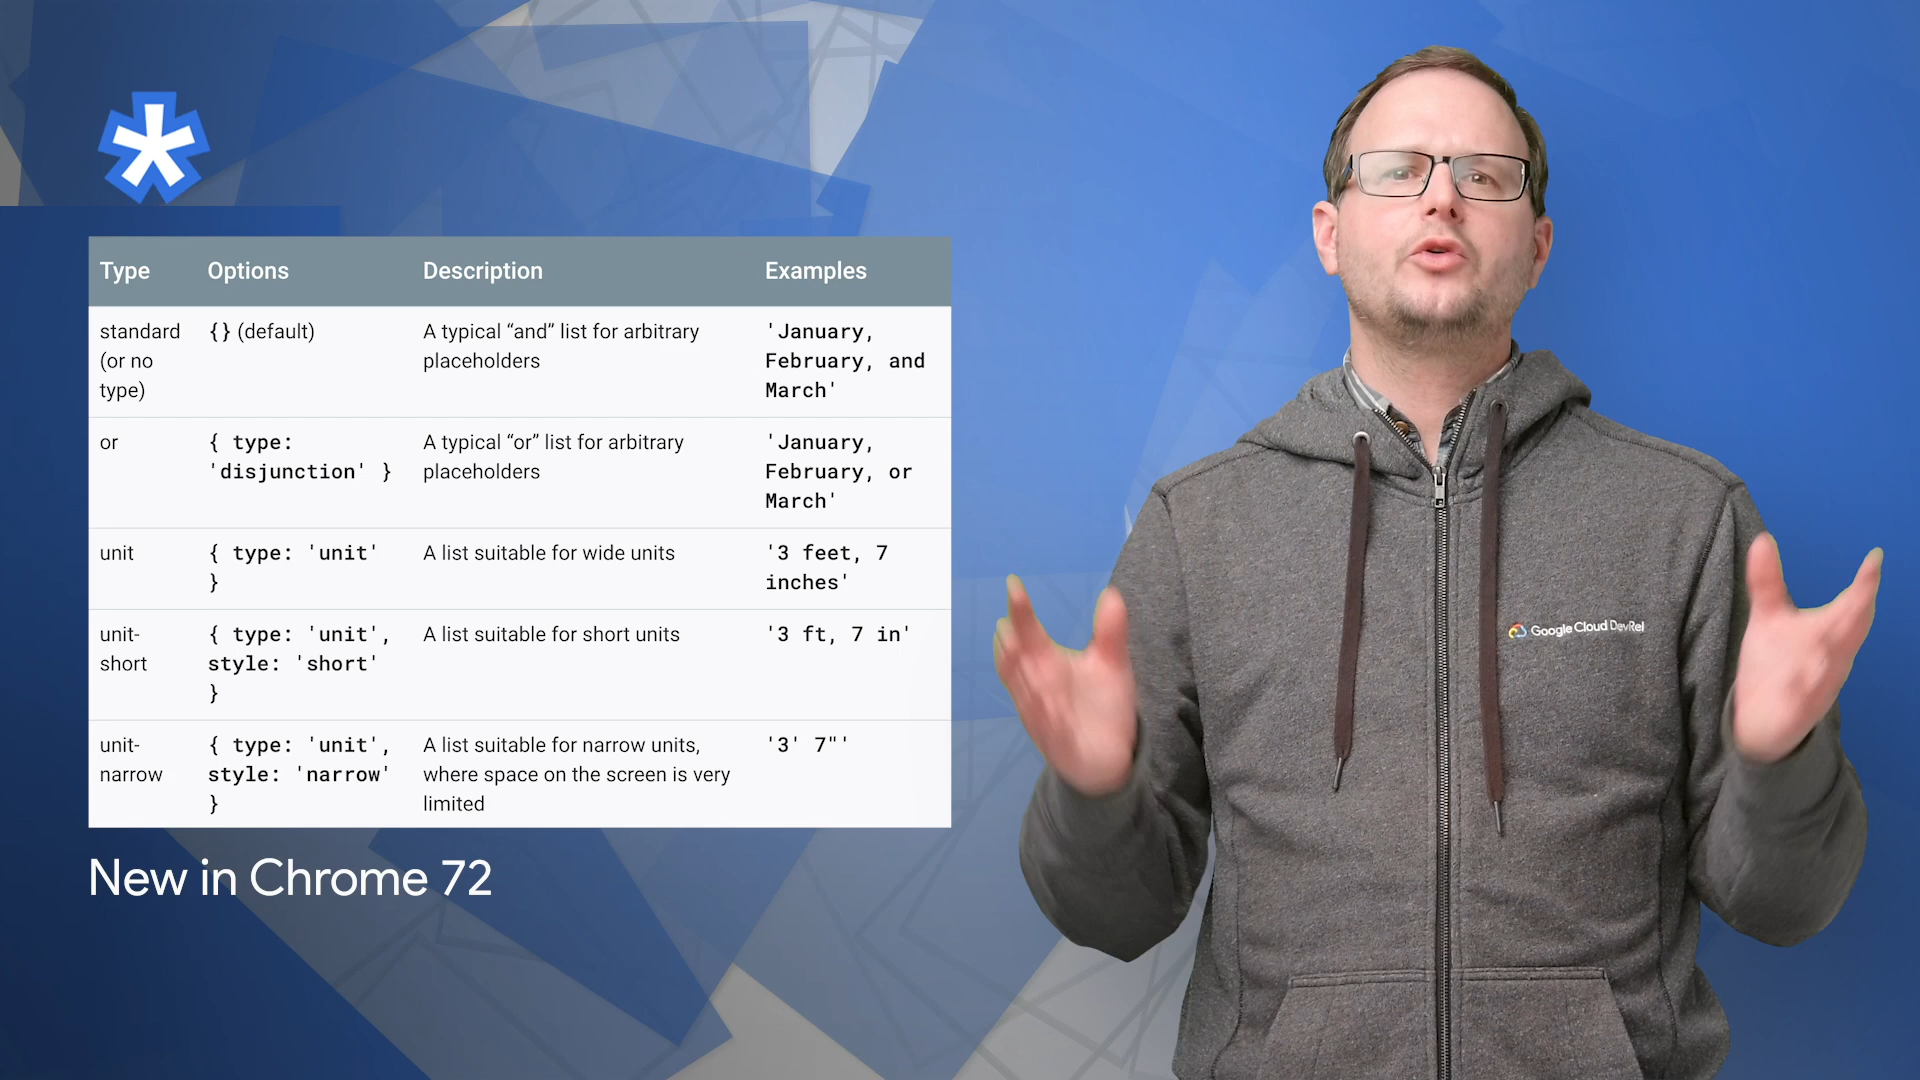 Type Options Description Examples
standard {} (default) A typical “and” list for arbitrary 'January,
(or no placeholders February, and
type) March'
or { type: A typical “or” list for arbitrary 'January,
'disjunction' } placeholders February, or
March'
unit { type: 'unit' A list suitable for wide units '3 feet, 7
} inches'
unit- { type: 'unit', A list suitable for short units '3 ft, 7 in'
short style: 'short'
}
unit- { type: 'unit', A list suitable for narrow units, '3' 7"'
narrow style: 'narrow' where space on the screen is very
} limited
New in Chrome 72
Google Cloud DevRel